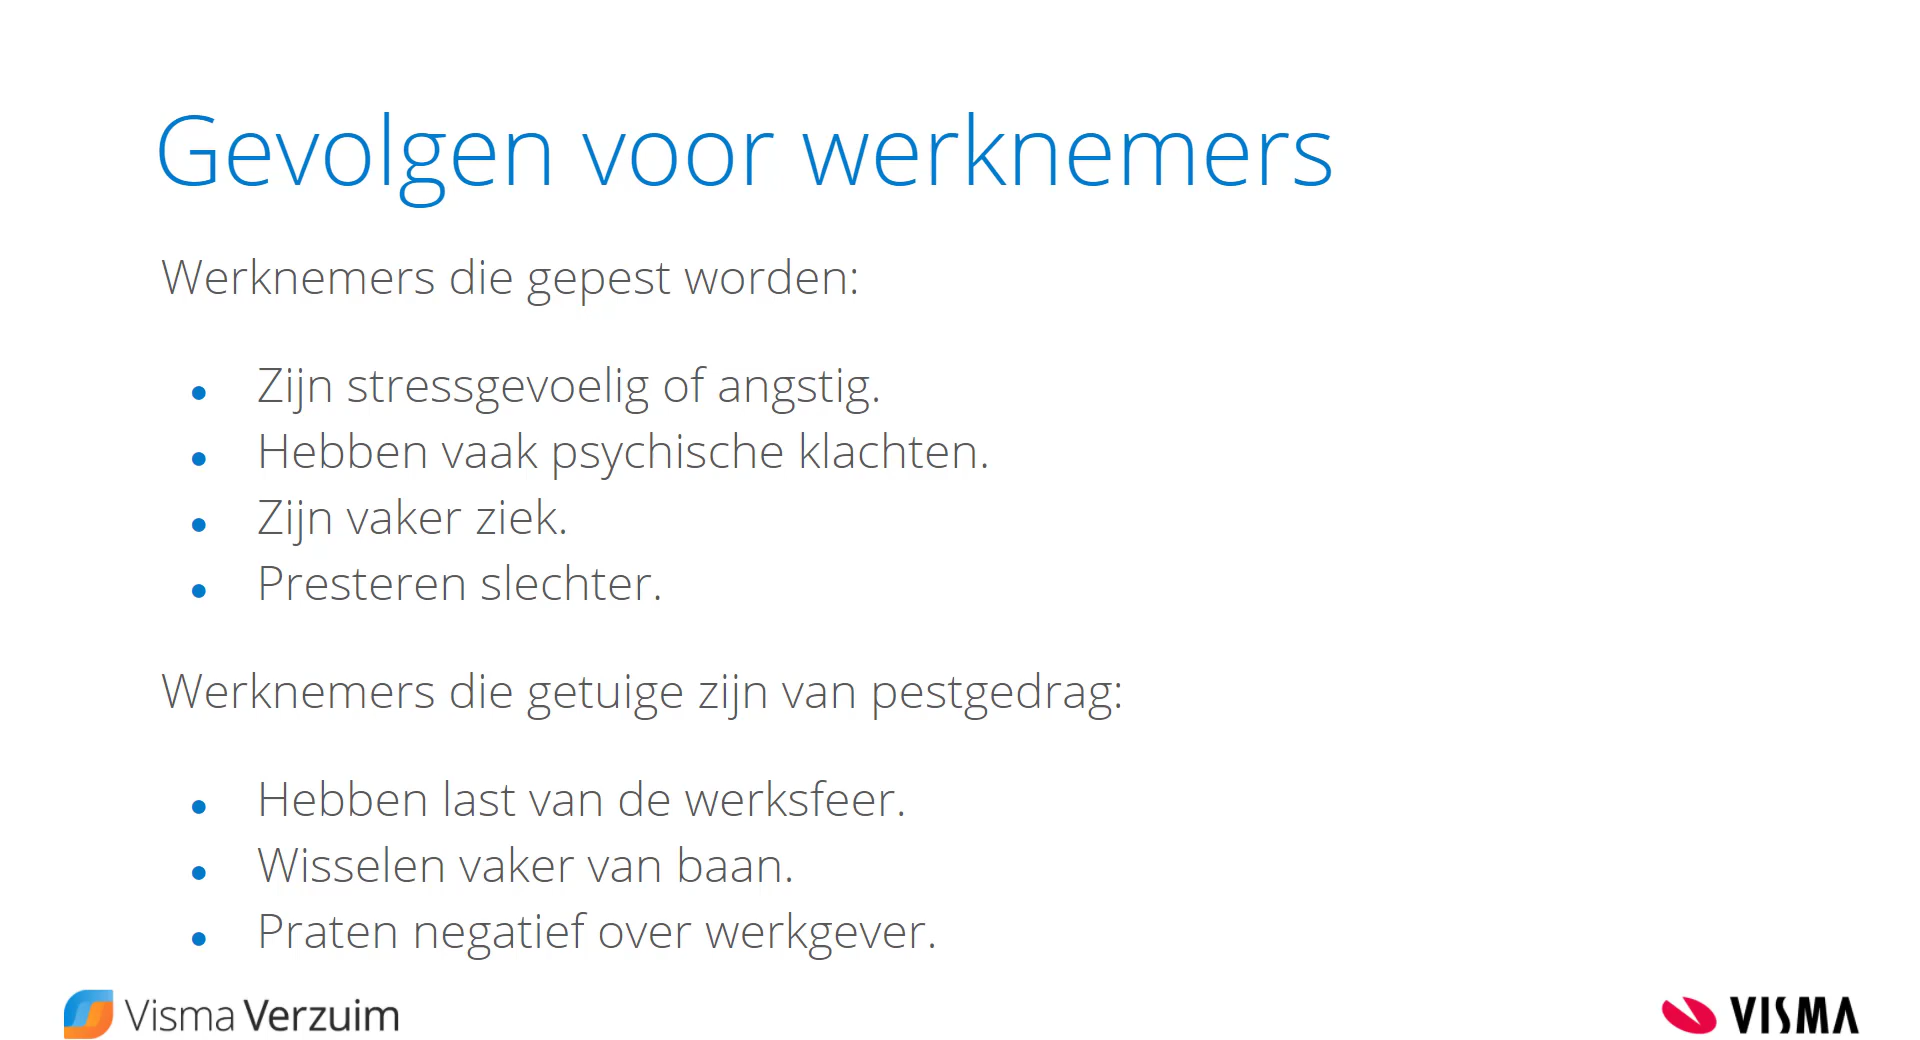 Gevolgen voor werknemers
Werknemers die gepest worden:
● Zijn stressgevoelig of angstig.
● Hebben vaak psychische klachten.
● Zijn vaker ziek.
● Presteren slechter.
Werknemers die getuige zijn van pestgedrag:
● Hebben last van de werksfeer.
● Wisselen vaker van baan.
● Praten negatief over werkgever.
Visma Verzuim
VISMA